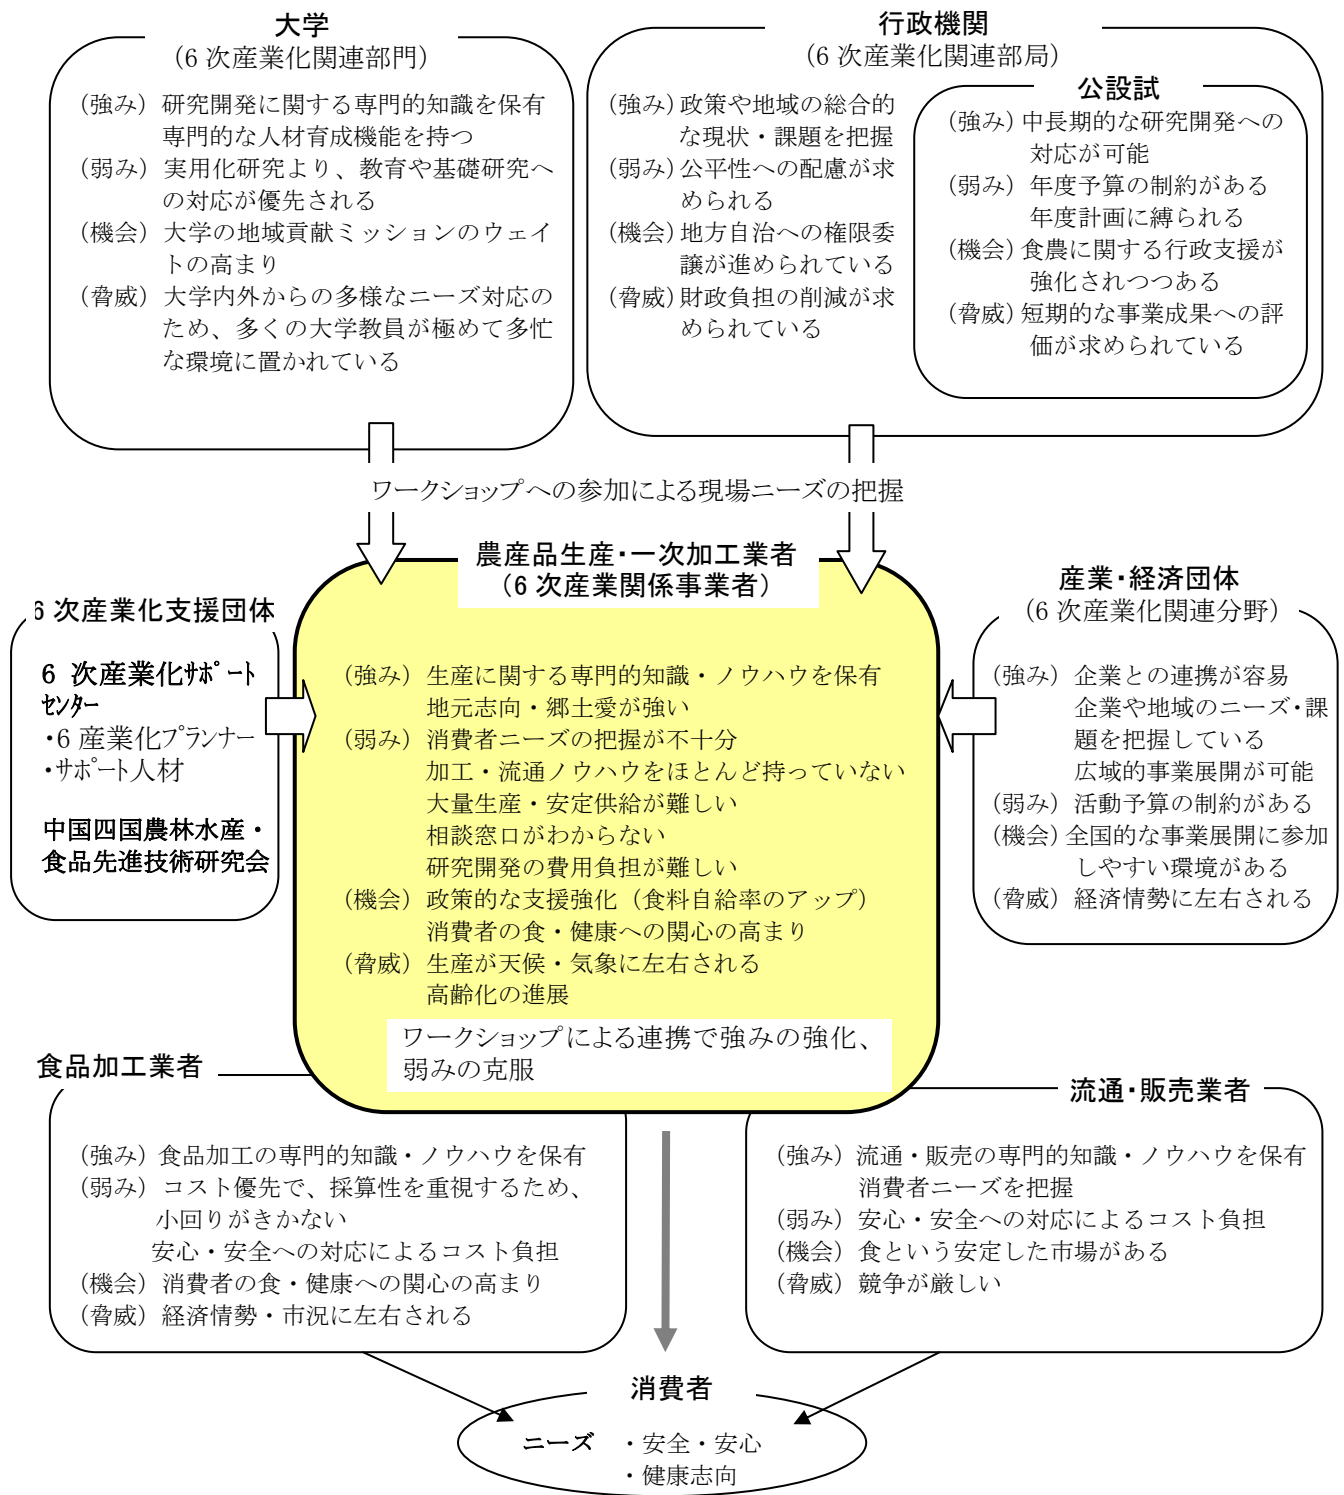 大学
（6 次産業化関連部門）
（強み）研究開発に関する専門的知識を保有
専門的な人材育成機能を持つ
（弱み）実用化研究より、教育や基礎研究へ
の対応が優先される
（機会）大学の地域貢献ミッションのウェイ
トの高まり
（脅威）大学内外からの多様なニーズ対応の
ため、多くの大学教員が極めて多忙
な環境に置かれている
行政機関
（6 次産業化関連部局）
（強み）政策や地域の総合的
な現状・課題を把握
（弱み）公平性への配慮が求
められる
（機会）地方自治への権限委
譲が進められている
（脅威）財政負担の削減が求
められている
公設試
（強み）中長期的な研究開発への
対応が可能
（弱み）年度予算の制約がある
年度計画に縛られる
（機会）食農に関する行政支援が
強化されつつある
（脅威）短期的な事業成果への評
価が求められている
ワークショップへの参加による現場ニーズの把握
農産品生産・一次加工業者
（6 次産業関係事業者）
（強み）生産に関する専門的知識・ノウハウを保有
地元志向・郷土愛が強い
（弱み）消費者ニーズの把握が不十分
加工・流通ノウハウをほとんど持っていない
大量生産・安定供給が難しい
相談窓口がわからない
研究開発の費用負担が難しい
（機会）政策的な支援強化（食料自給率のアップ）
消費者の食・健康への関心の高まり
（脅威）生産が天候・気象に左右される
高齢化の進展
ワークショップによる連携で強みの強化、
弱みの克服
6 次産業化支援団体
6 次産業化サポート
センター
・6 産業化プランナー
・サポート人材
中国四国農林水産・
食品先進技術研究会
産業・経済団体
（6 次産業化関連分野）
（強み）企業との連携が容易
企業や地域のニーズ・課
題を把握している
広域的事業展開が可能
（弱み）活動予算の制約がある
（機会）全国的な事業展開に参加
しやすい環境がある
（脅威）経済情勢に左右される
食品加工業者
（強み）食品加工の専門的知識・ノウハウを保有
（弱み）コスト優先で、採算性を重視するため、
小回りがきかない
安心・安全への対応によるコスト負担
（機会）消費者の食・健康への関心の高まり
（脅威）経済情勢・市況に左右される
流通・販売業者
（強み）流通・販売の専門的知識・ノウハウを保有
消費者ニーズを把握
（弱み）安心・安全への対応によるコスト負担
（機会）食という安定した市場がある
（脅威）競争が厳しい
消費者
ニーズ ・安全・安心
・健康志向